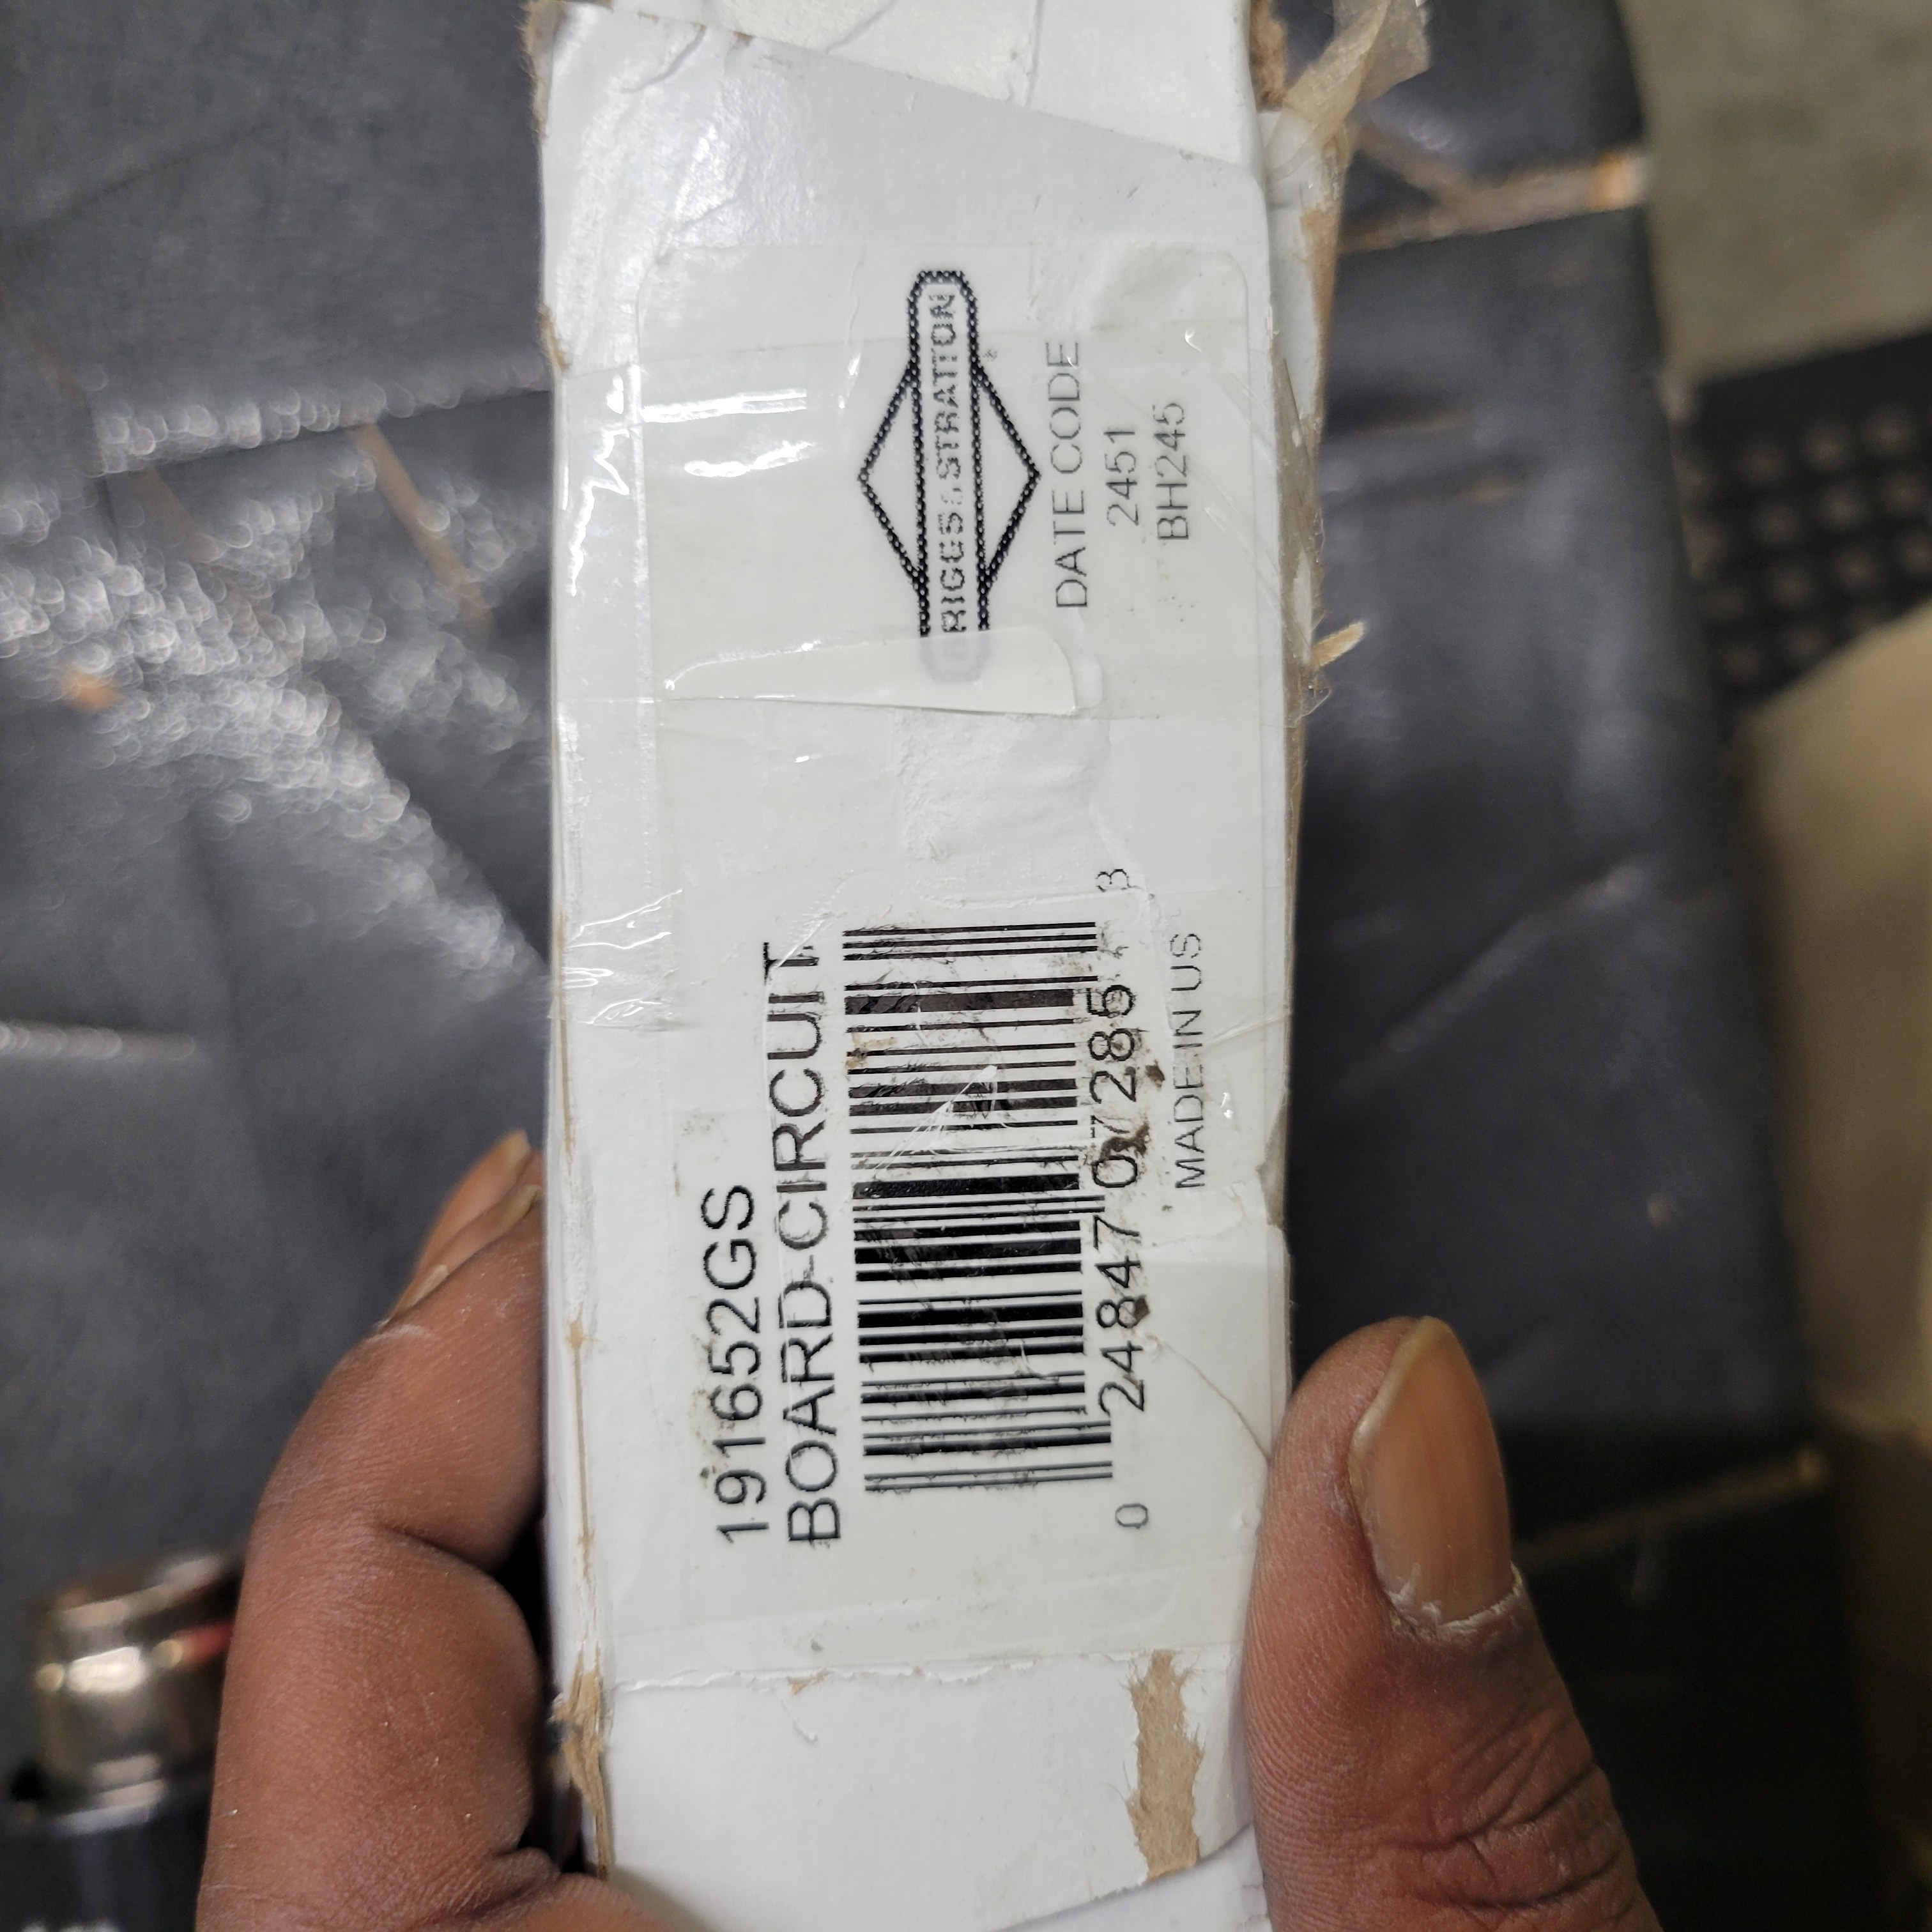 191652GS
BOARD-CIRCUIT
0 24847 07285 3
MADE IN US
BRIGGS & STRATTON
DATE CODE
2451
BH245